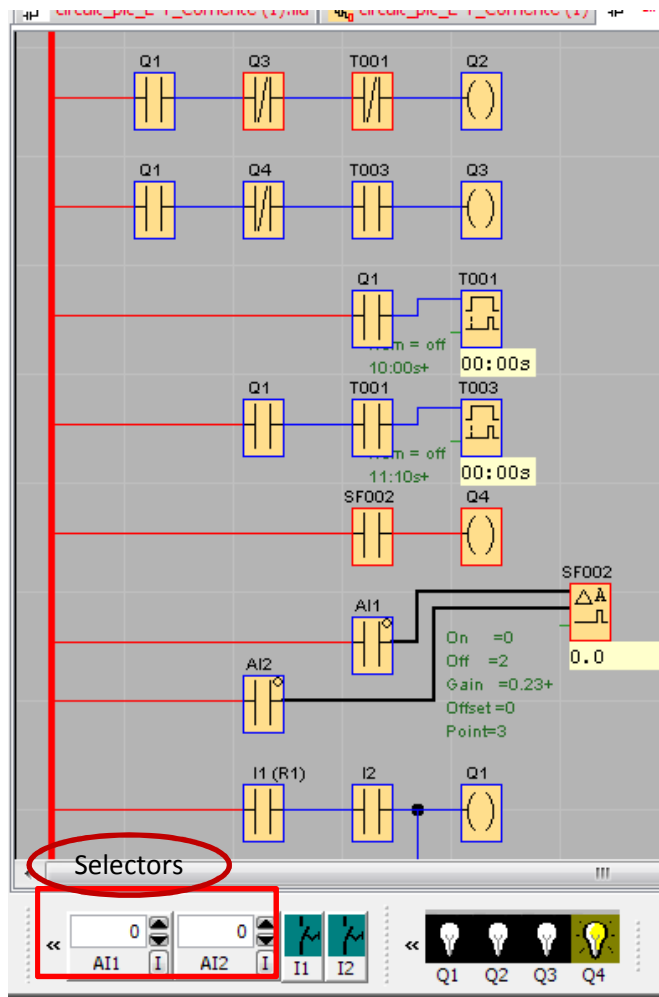 Q1 Q3 T001 Q2
Q1 Q4 T003 Q3
Q1 T001
= off
10:00s+
00:00s
Q1 T001 T003
= off
11:10s+
00:00s
SF002 Q4
SF002
AI1
On =0
Off =2
Gain =0.23+
Offset =0
Point=3
0.0
AI2
I1 (R1) I2 Q1
Selectors
« 0 0 «
AI1 I AI2 I I1 I2 Q1 Q2 Q3 Q4